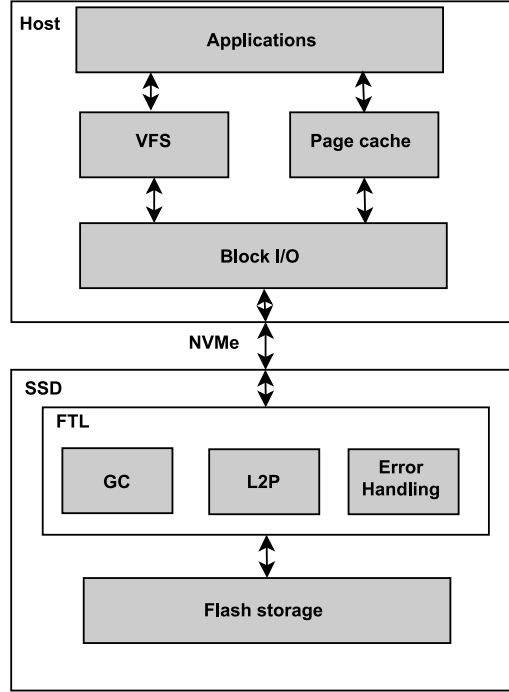 Host
Applications
VFS
Page cache
Block I/O
NVMe
SSD
FTL
GC
L2P
Error
Handling
Flash storage